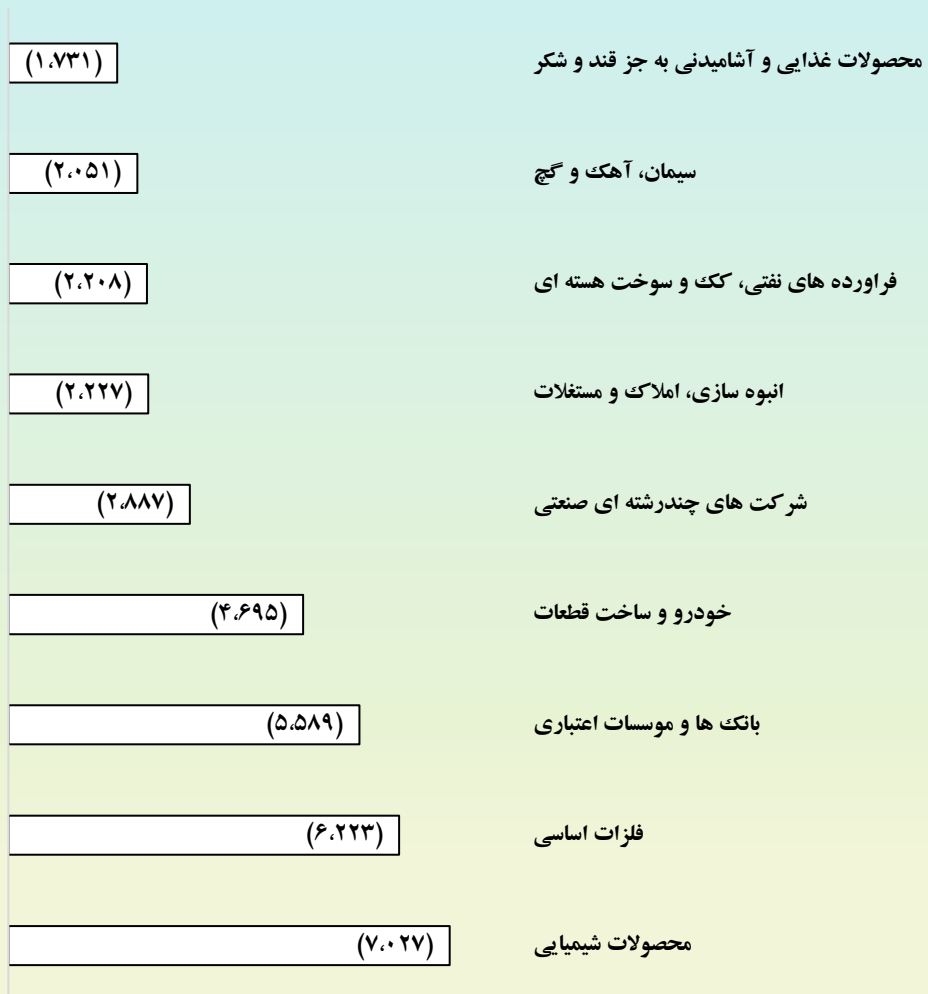 محصولات غذایی و آشامیدنی به جز قند و شکر (۱،۷۳۱)
سیمان، آهک و گچ (۲،۰۵۱)
فراورده های نفتی، کک و سوخت هسته ای (۲،۲۰۸)
انبوه سازی، املاک و مستغلات (۲،۲۲۷)
شرکت های چندرشته ای صنعتی (۲،۸۸۷)
خودرو و ساخت قطعات (۴،۶۹۵)
بانک ها و موسسات اعتباری (۵،۵۸۹)
فلزات اساسی (۶،۲۲۳)
محصولات شیمیایی (۷،۰۲۷)